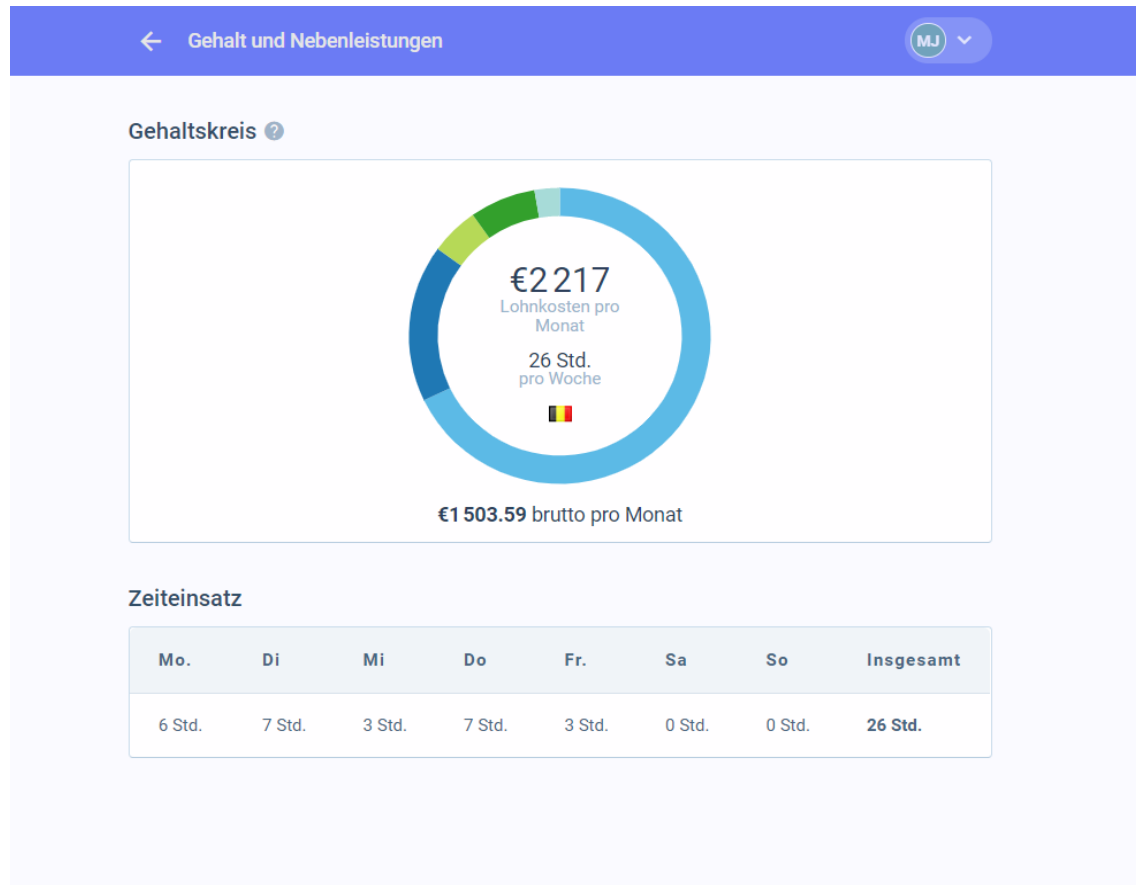 Gehalt und Nebenleistungen
MJ
Gehaltskreis ?
€2 217
Lohnkosten pro
Monat
26 Std.
pro Woche
€1 503.59 brutto pro Monat
Zeiteinsatz
Mo. Di Mi Do Fr. Sa So Insgesamt
6 Std. 7 Std. 3 Std. 7 Std. 3 Std. 0 Std. 0 Std. 26 Std.